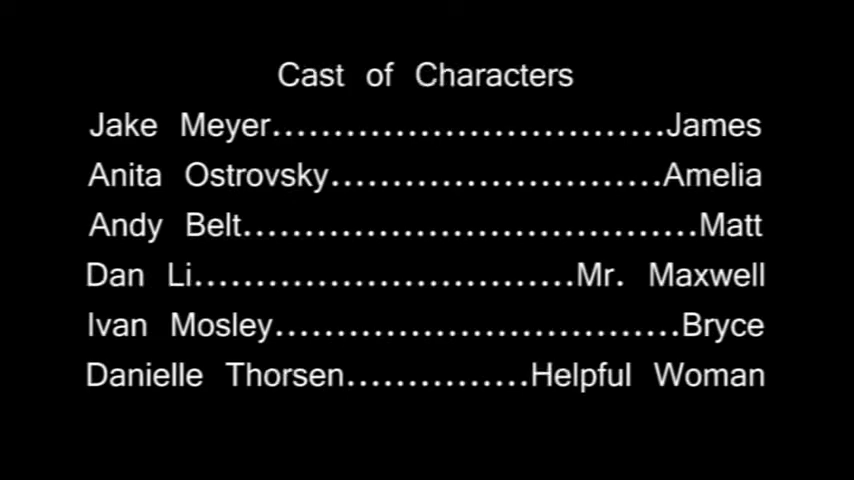 Cast of Characters
Jake Meyer................................James
Anita Ostrovsky...........................Amelia
Andy Belt.....................................Matt
Dan Li...............................Mr. Maxwell
Ivan Mosley.................................Bryce
Danielle Thorsen...............Helpful Woman